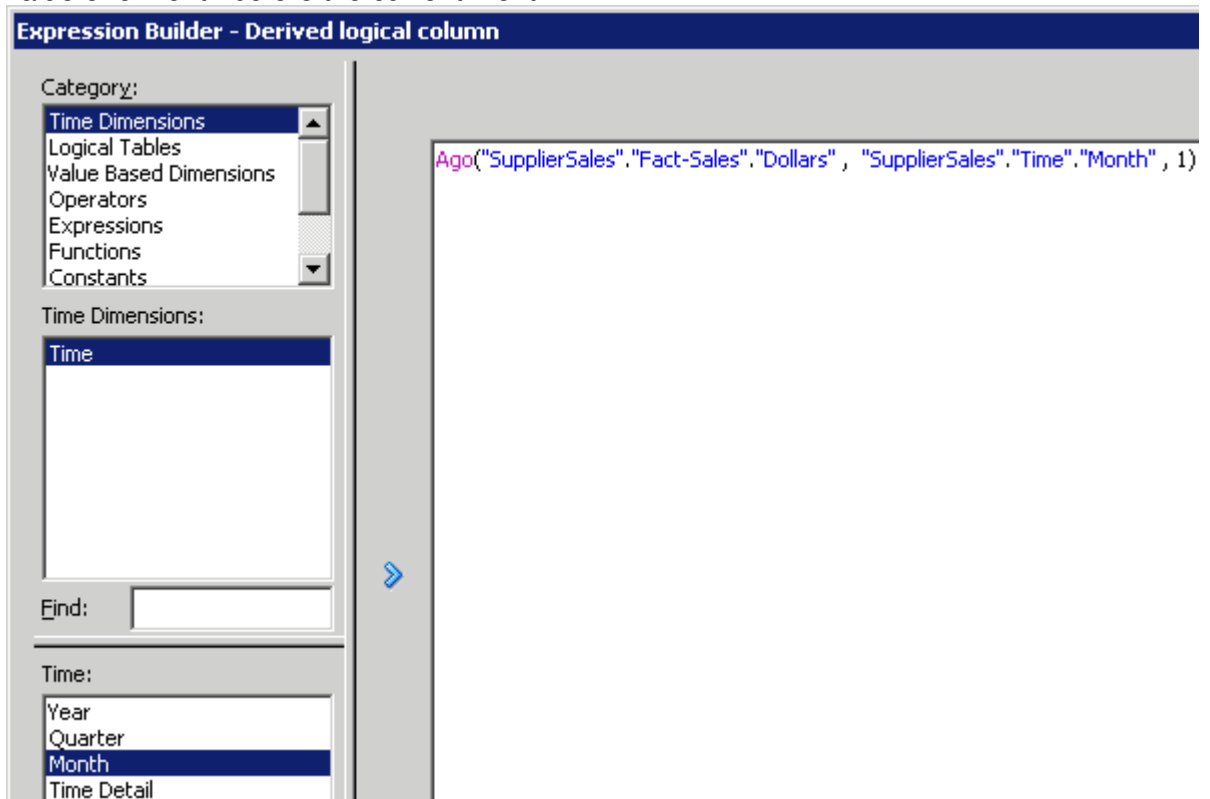 Expression Builder - Derived logical column
Category:
Time Dimensions
Logical Tables
Value Based Dimensions
Operators
Expressions
Functions
Constants
Ago("SupplierSales"."Fact-Sales"."Dollars" , "SupplierSales"."Time"."Month" , 1)
Time Dimensions:
Time
Find:
Time:
Year
Quarter
Month
Time Detail